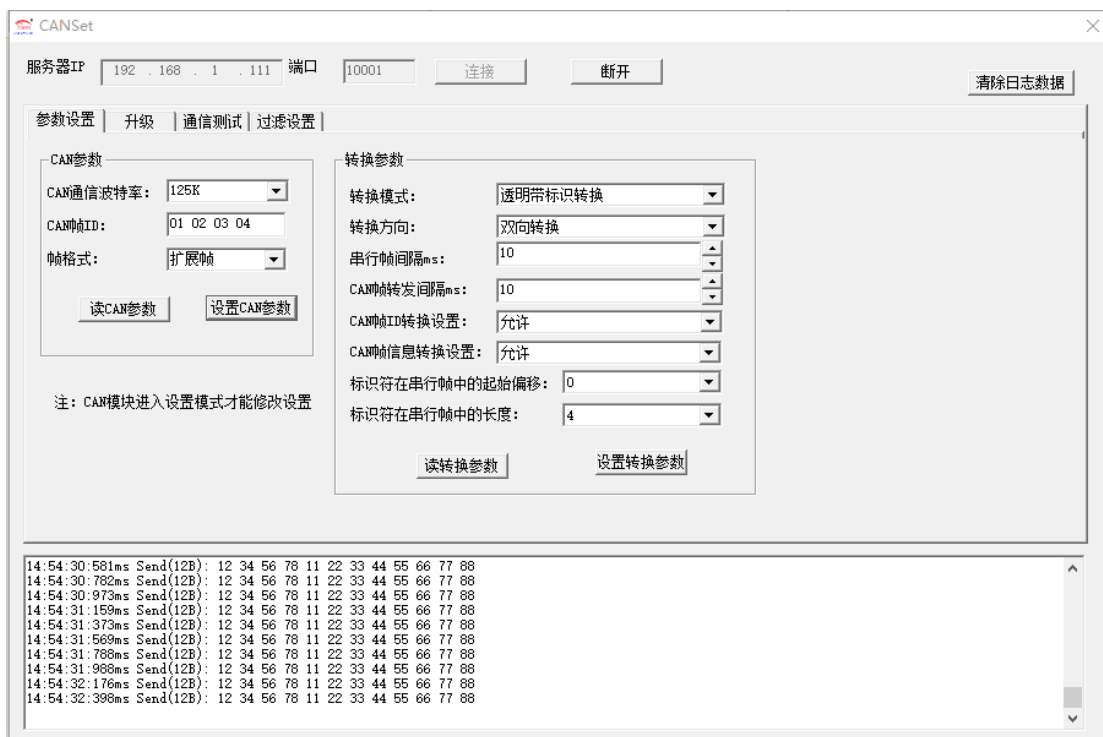 CANSet
服务器IP 192 . 168 . 1 . 111 端口 10001 连接 断开
清除日志数据
参数设置 升级 通信测试 过滤设置
CAN参数
CAN通信波特率: 125K
CAN帧ID: 01 02 03 04
帧格式: 扩展帧
读CAN参数 设置CAN参数
注: CAN模块进入设置模式才能修改设置
转换参数
转换模式: 透明带标识转换
转换方向: 双向转换
串行帧间隔ms: 10
CAN帧转发间隔ms: 10
CAN帧ID转换设置: 允许
CAN帧信息转换设置: 允许
标识符在串行帧中的起始偏移: 0
标识符在串行帧中的长度: 4
读转换参数 设置转换参数
14:54:30:581ms Send(12B): 12 34 56 78 11 22 33 44 55 66 77 88
14:54:30:782ms Send(12B): 12 34 56 78 11 22 33 44 55 66 77 88
14:54:30:973ms Send(12B): 12 34 56 78 11 22 33 44 55 66 77 88
14:54:31:159ms Send(12B): 12 34 56 78 11 22 33 44 55 66 77 88
14:54:31:373ms Send(12B): 12 34 56 78 11 22 33 44 55 66 77 88
14:54:31:569ms Send(12B): 12 34 56 78 11 22 33 44 55 66 77 88
14:54:31:788ms Send(12B): 12 34 56 78 11 22 33 44 55 66 77 88
14:54:31:988ms Send(12B): 12 34 56 78 11 22 33 44 55 66 77 88
14:54:32:176ms Send(12B): 12 34 56 78 11 22 33 44 55 66 77 88
14:54:32:398ms Send(12B): 12 34 56 78 11 22 33 44 55 66 77 88